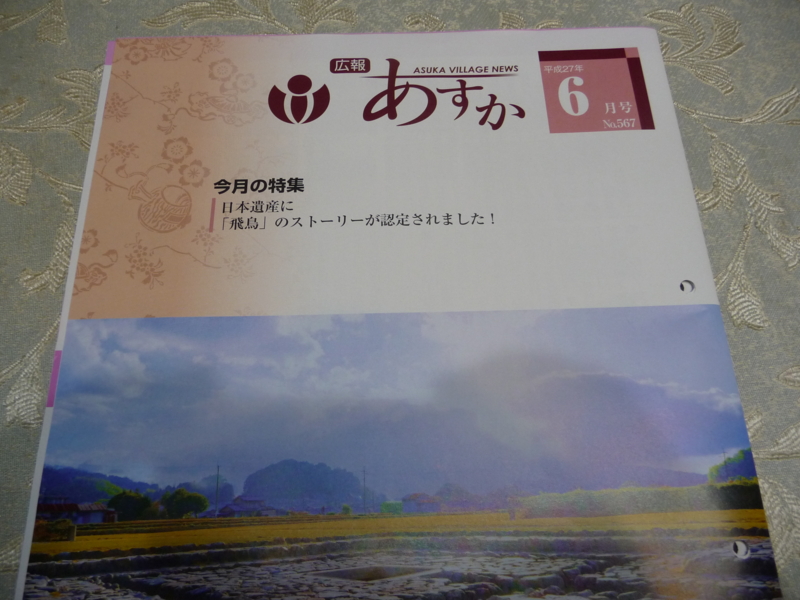 広報
ASUKA VILLAGE NEWS
あすか
平成27年
6月号
No.567
今月の特集
日本遺産に
「飛鳥」のストーリーが認定されました！